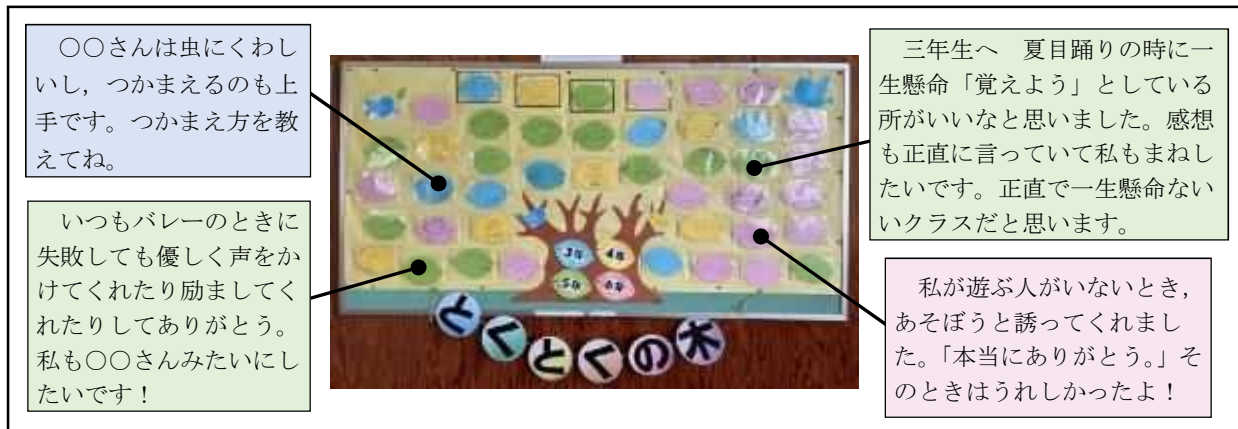 ○○さんは虫にくわし
いし，つかまえるのも上
手です。つかまえ方を教
えてね。
いつもバレーのときに
失敗しても優しく声をか
けてくれたり励ましてく
れたりしてありがとう。
私も○○さんみたいにし
たいです！
3年
4年
5年
6年
とくとくの木
三年生へ　夏目踊りの時に一
生懸命「覚えよう」としている
所がいいなと思いました。感想
も正直に言っていて私もまねし
たいです。正直で一生懸命ない
いクラスだと思います。
私が遊ぶ人がいないとき，
あそぼうと誘ってくれまし
た。「本当にありがとう。」そ
のときはうれしかったよ！